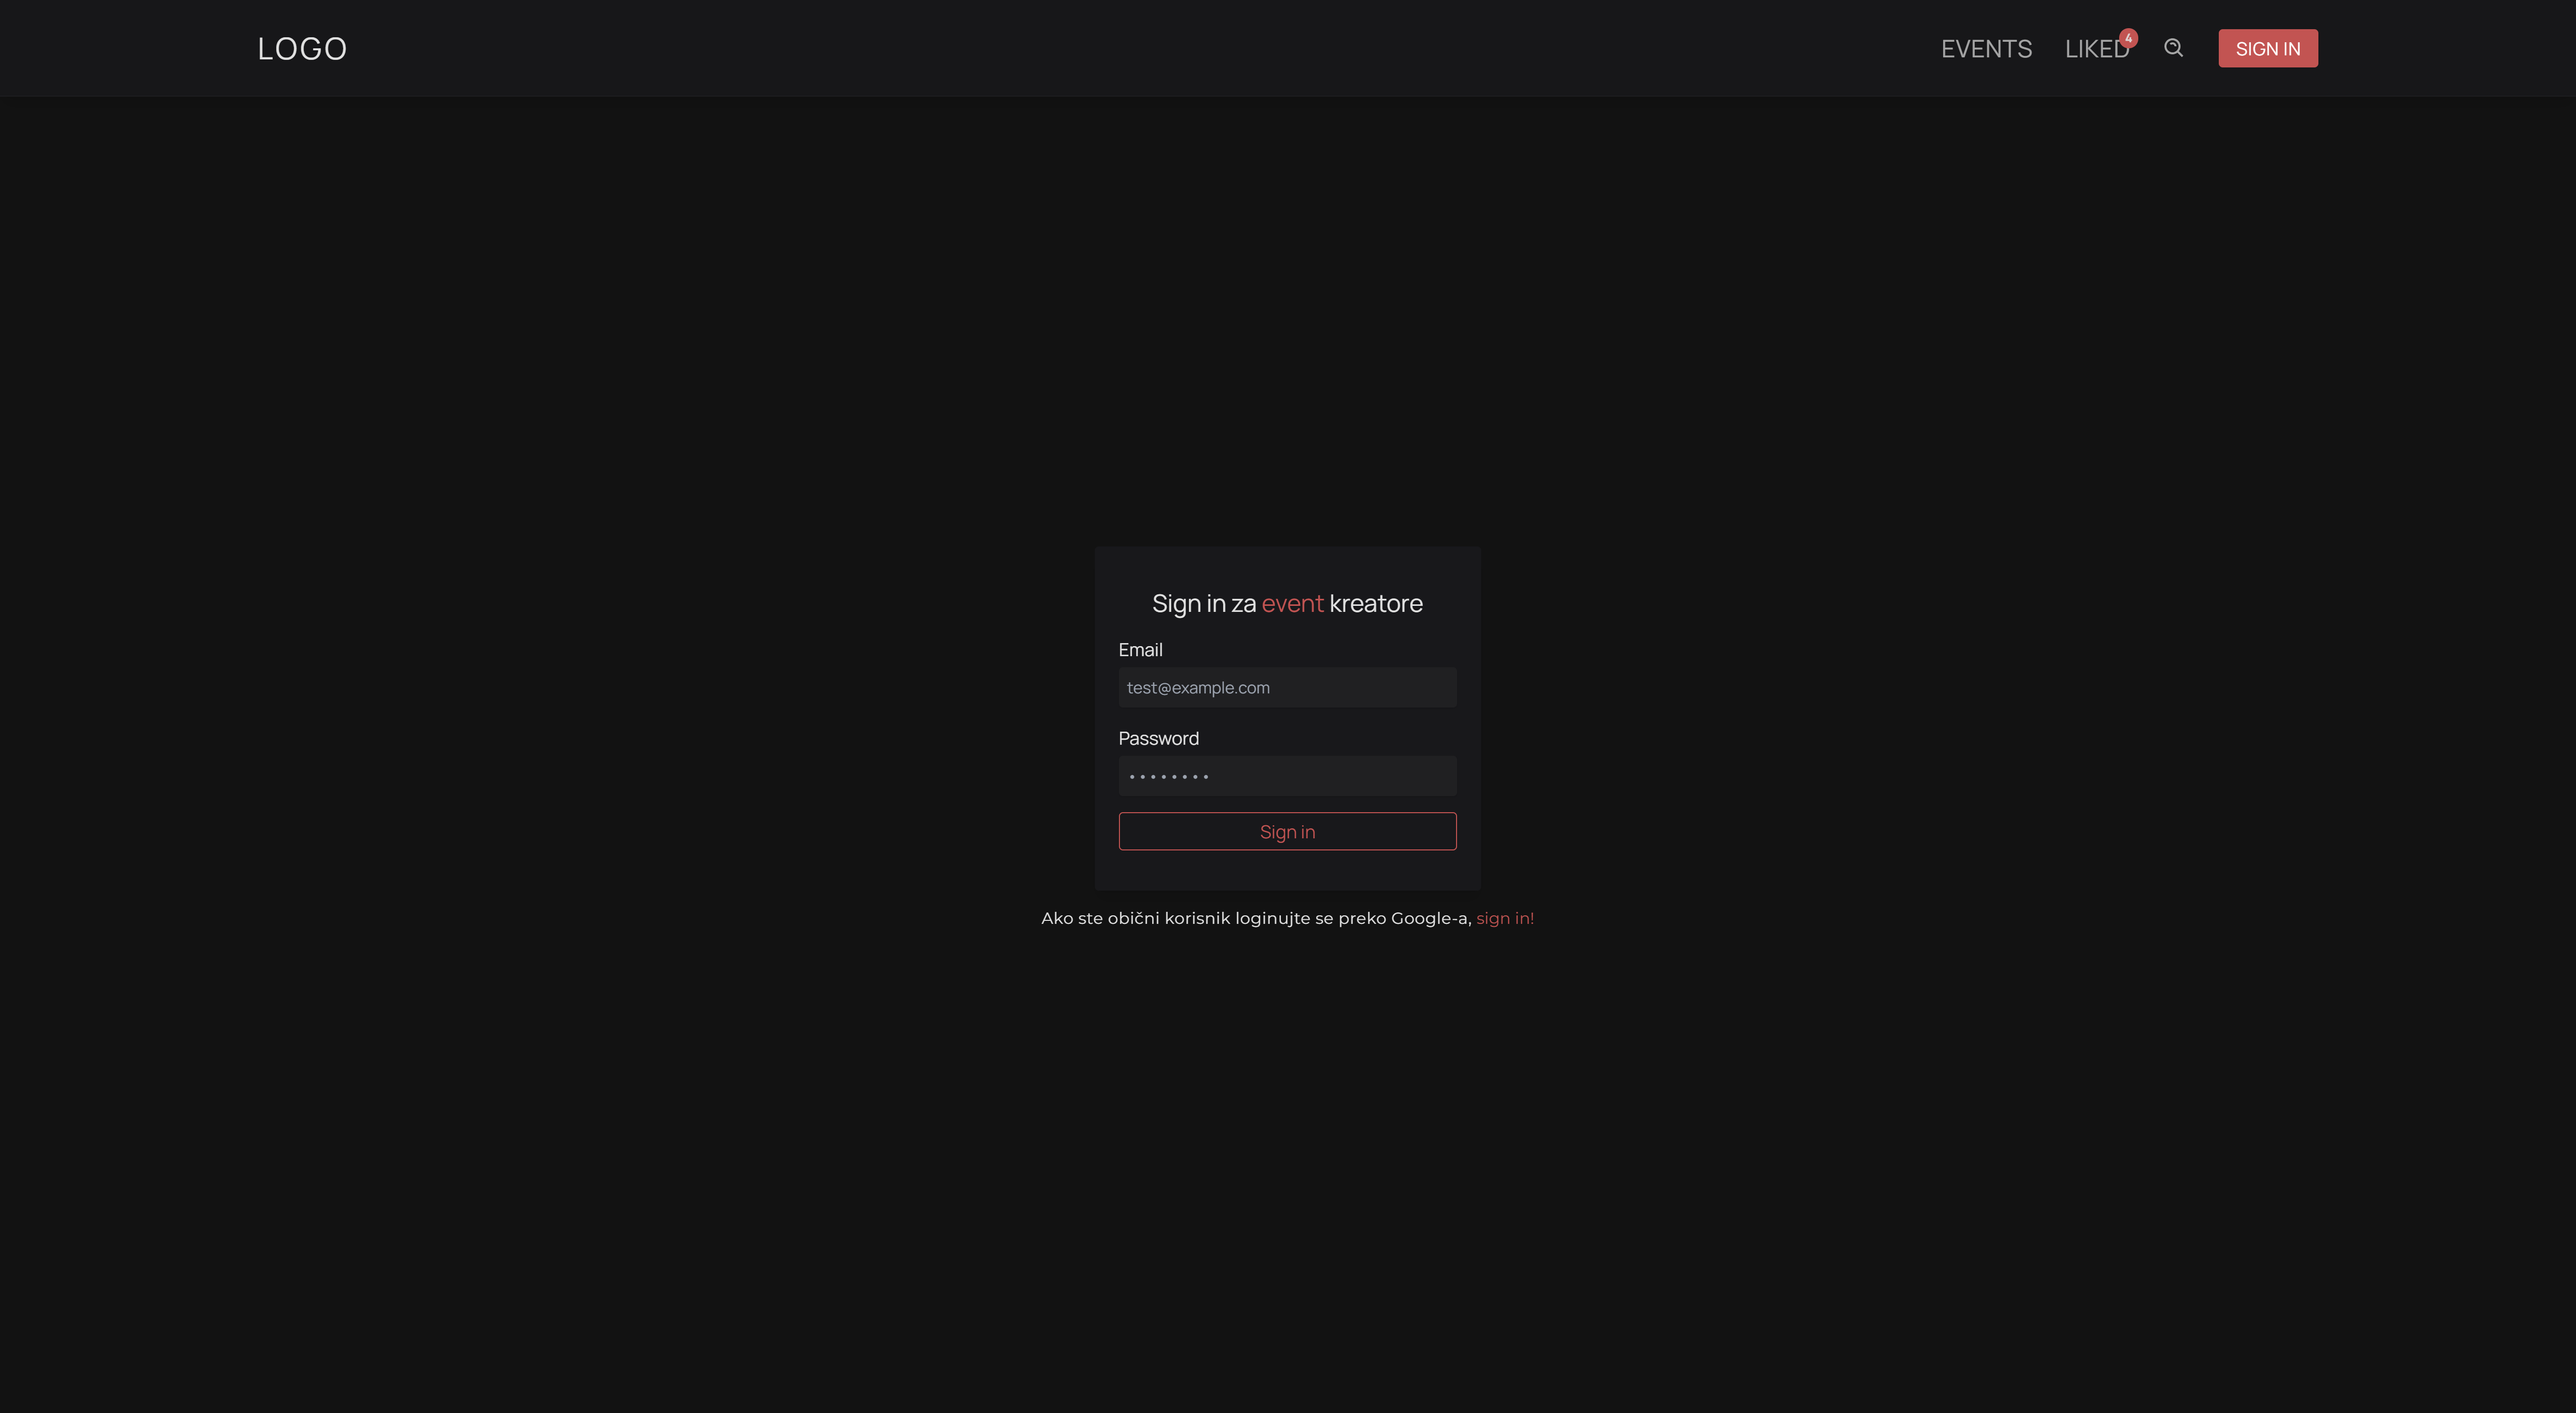 LOGO
EVENTS LIKED 4 SIGN IN
Sign in za event kreatore
Email
test@example.com
Password
••••••••
Sign in
Ako ste obični korisnik loginujte se preko Google-a, sign in!